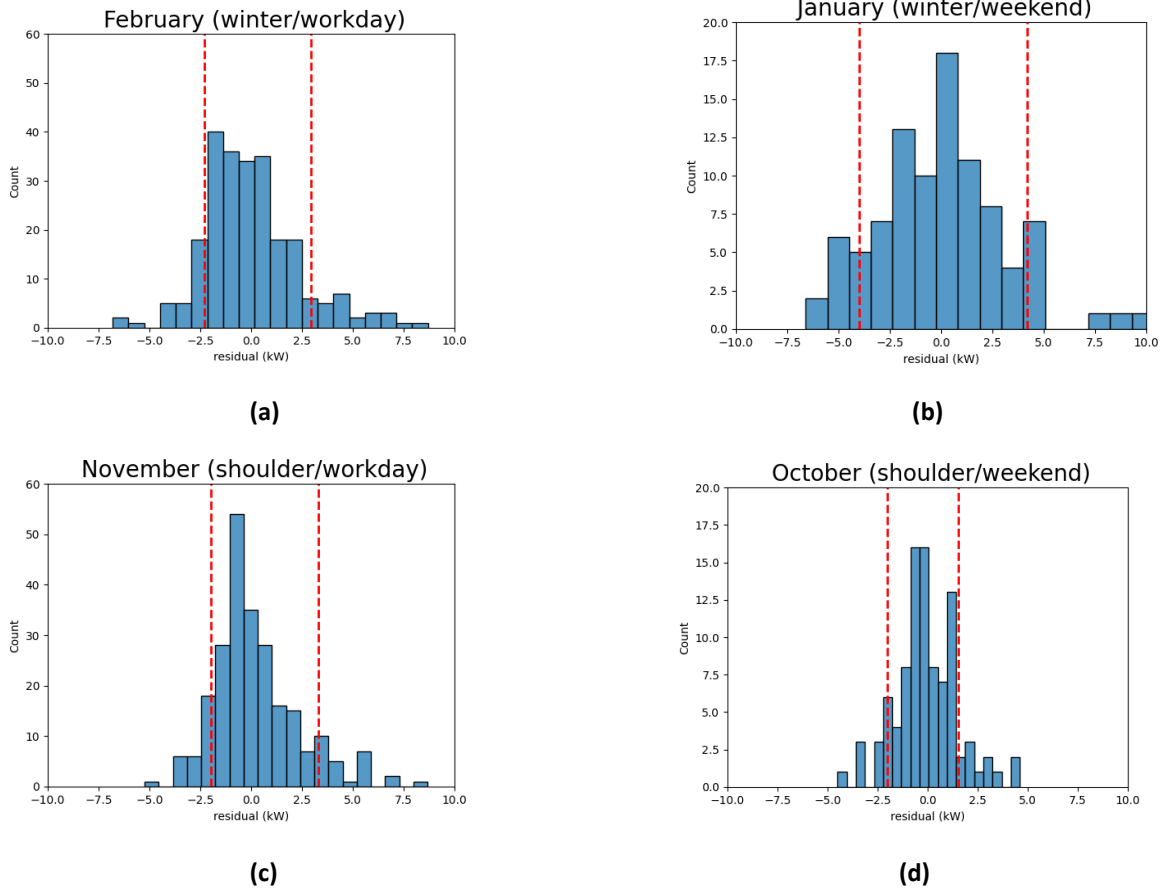 February (winter/workday)
60
50
40
30
20
10
0
Count
−10.0 −7.5 −5.0 −2.5 0.0 2.5 5.0 7.5 10.0
residual (kW)
(a)
January (winter/weekend)
20.0
17.5
15.0
12.5
10.0
7.5
5.0
2.5
0.0
Count
−10.0 −7.5 −5.0 −2.5 0.0 2.5 5.0 7.5 10.0
residual (kW)
(b)
November (shoulder/workday)
60
50
40
30
20
10
0
Count
−10.0 −7.5 −5.0 −2.5 0.0 2.5 5.0 7.5 10.0
residual (kW)
(c)
October (shoulder/weekend)
20.0
17.5
15.0
12.5
10.0
7.5
5.0
2.5
0.0
Count
−10.0 −7.5 −5.0 −2.5 0.0 2.5 5.0 7.5 10.0
residual (kW)
(d)